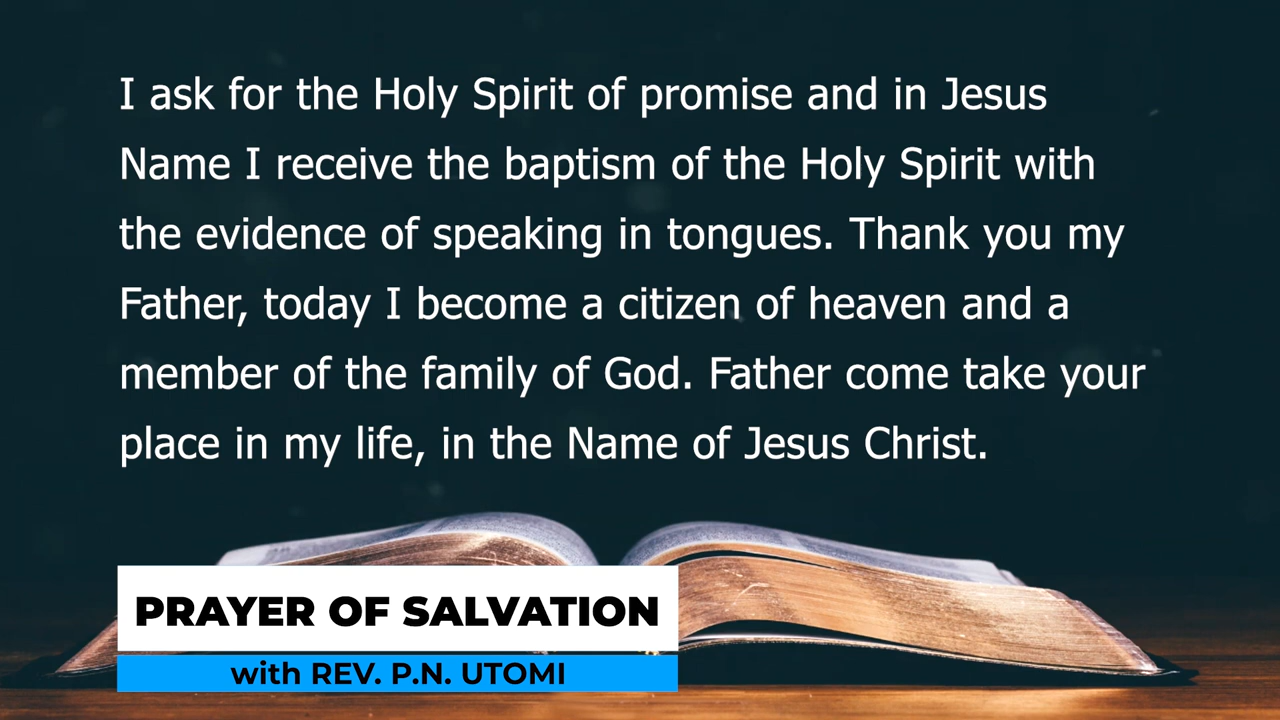 I ask for the Holy Spirit of promise and in Jesus
Name I receive the baptism of the Holy Spirit with
the evidence of speaking in tongues. Thank you my
Father, today I become a citizen of heaven and a
member of the family of God. Father come take your
place in my life, in the Name of Jesus Christ.
PRAYER OF SALVATION
with REV. P.N. UTOMI